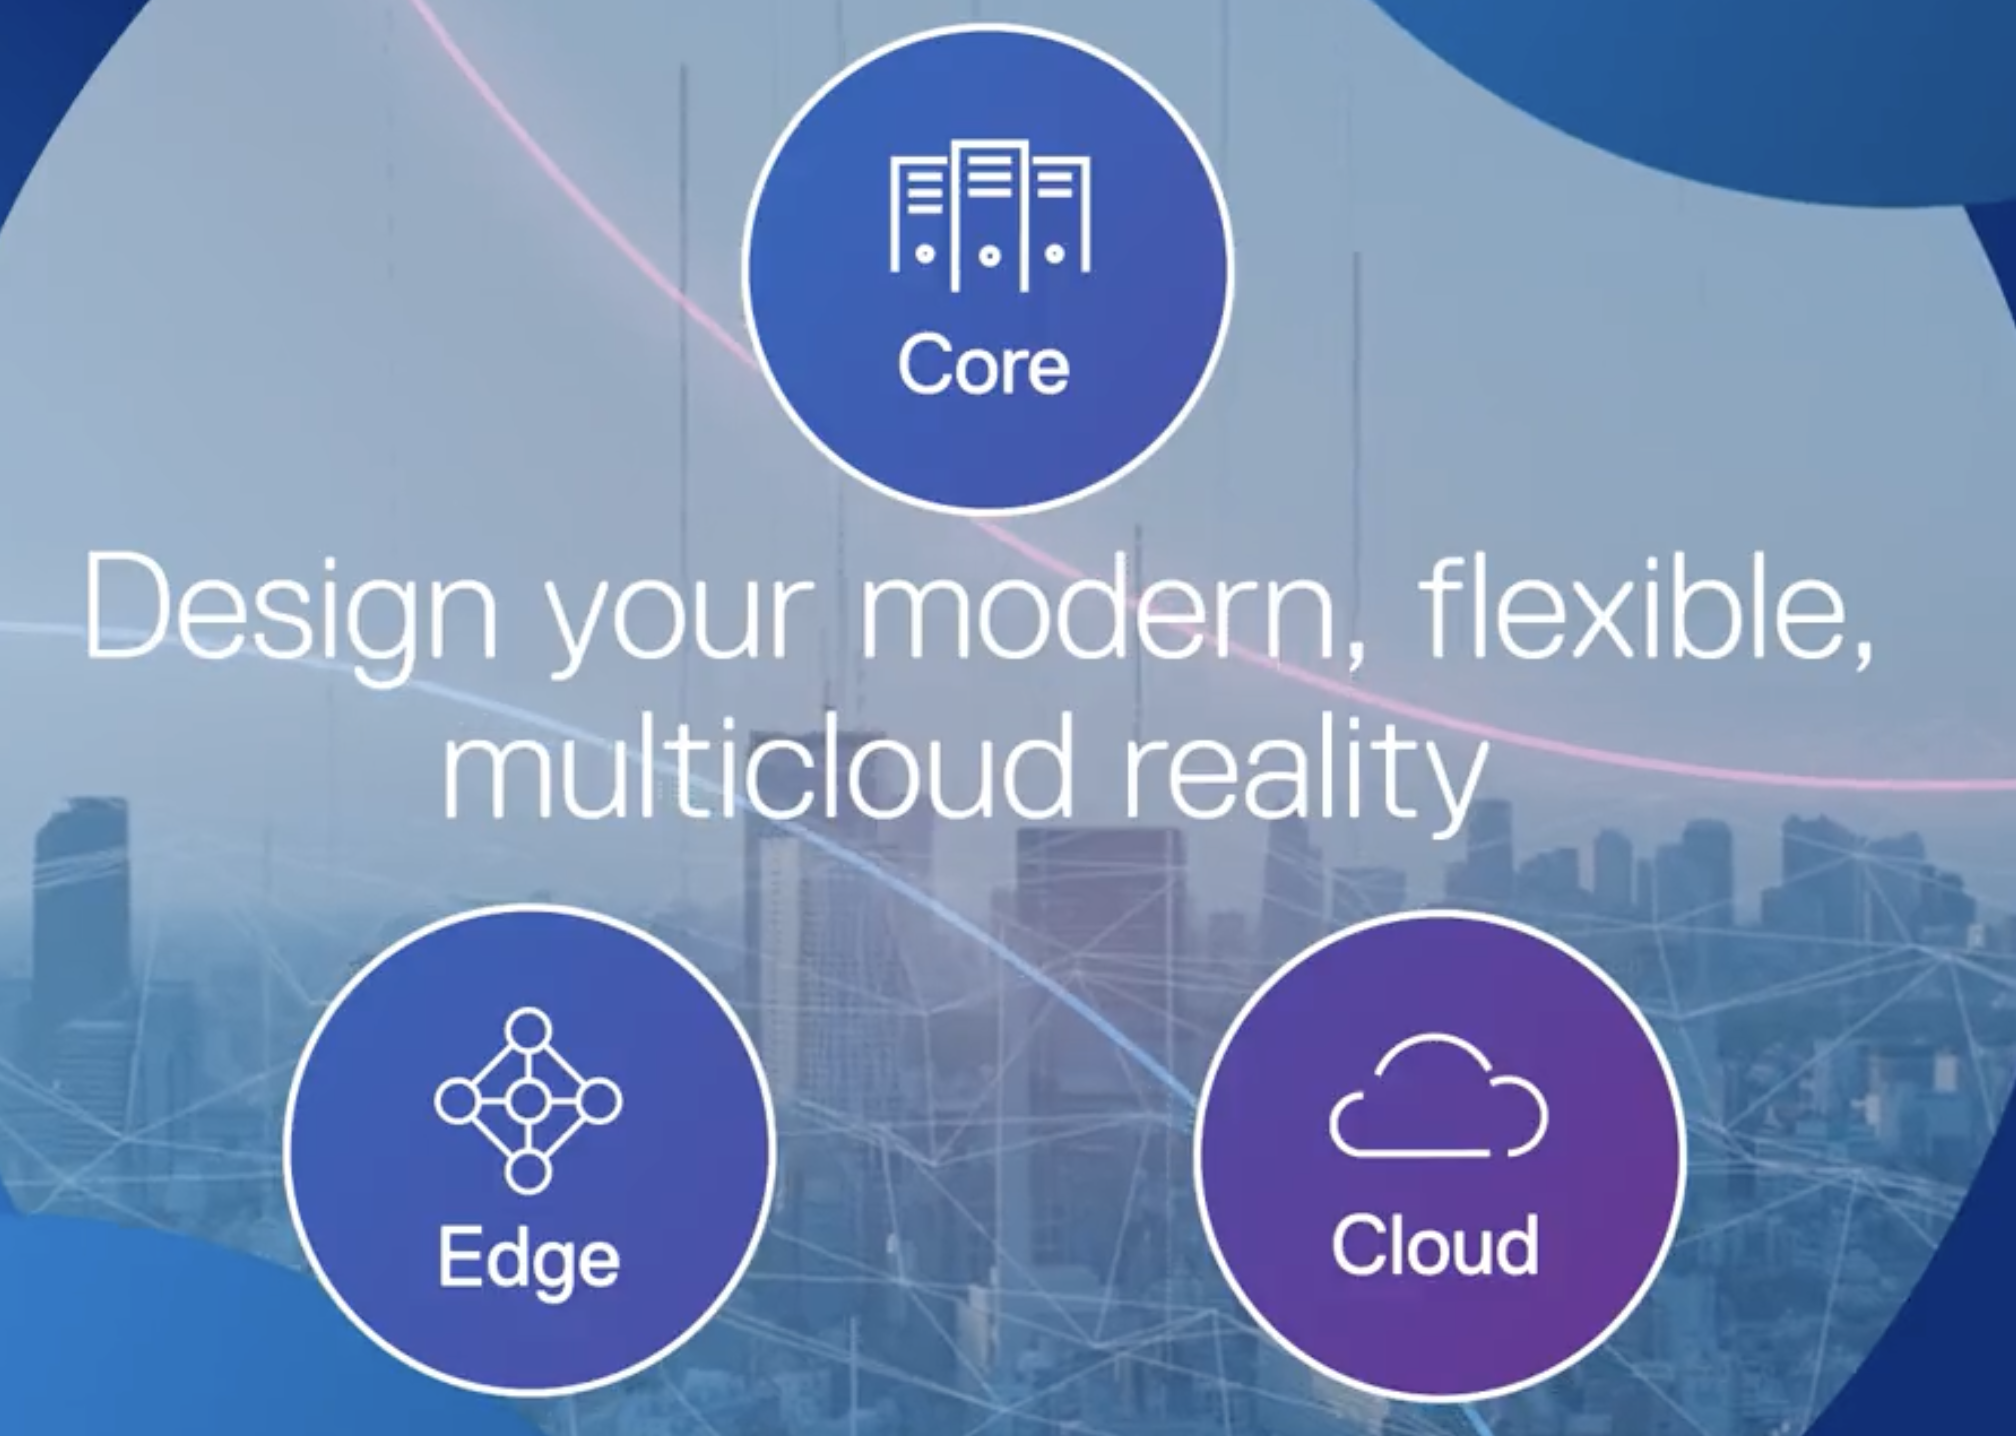 Core
Design your modern, flexible,
multicloud reality
Edge
Cloud